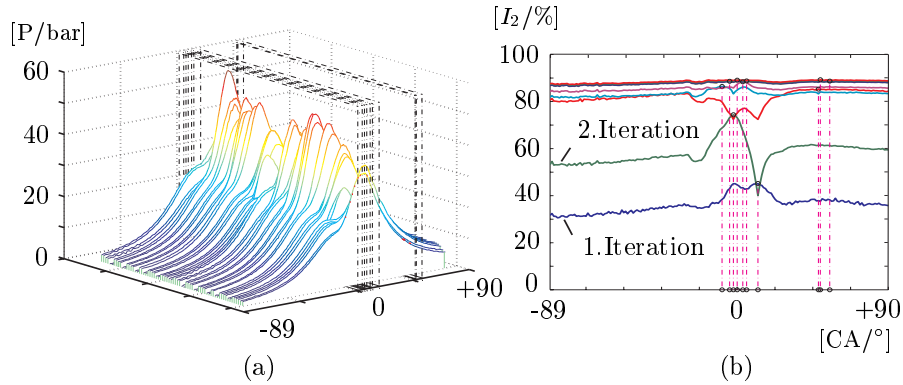 [P/bar]
60
40
20
0
-89
0
+90
(a)
[I₂/%]
100
80
60
40
20
0
2.Iteration
1.Iteration
-89
0
+90
[CA/°]
(b)